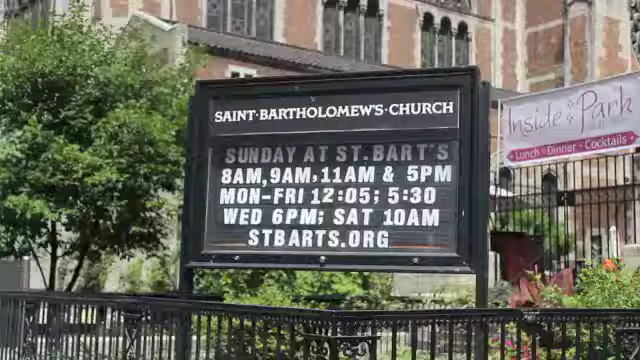 SAINT·BARTHOLOMEW'S·CHURCH
SUNDAY AT ST.BART'S
8AM,9AM,11AM & 5PM
MON-FRI 12:05; 5:30
WED 6PM; SAT 10AM
STBARTS.ORG
Inside Park
Lunch · Dinner · Cocktails